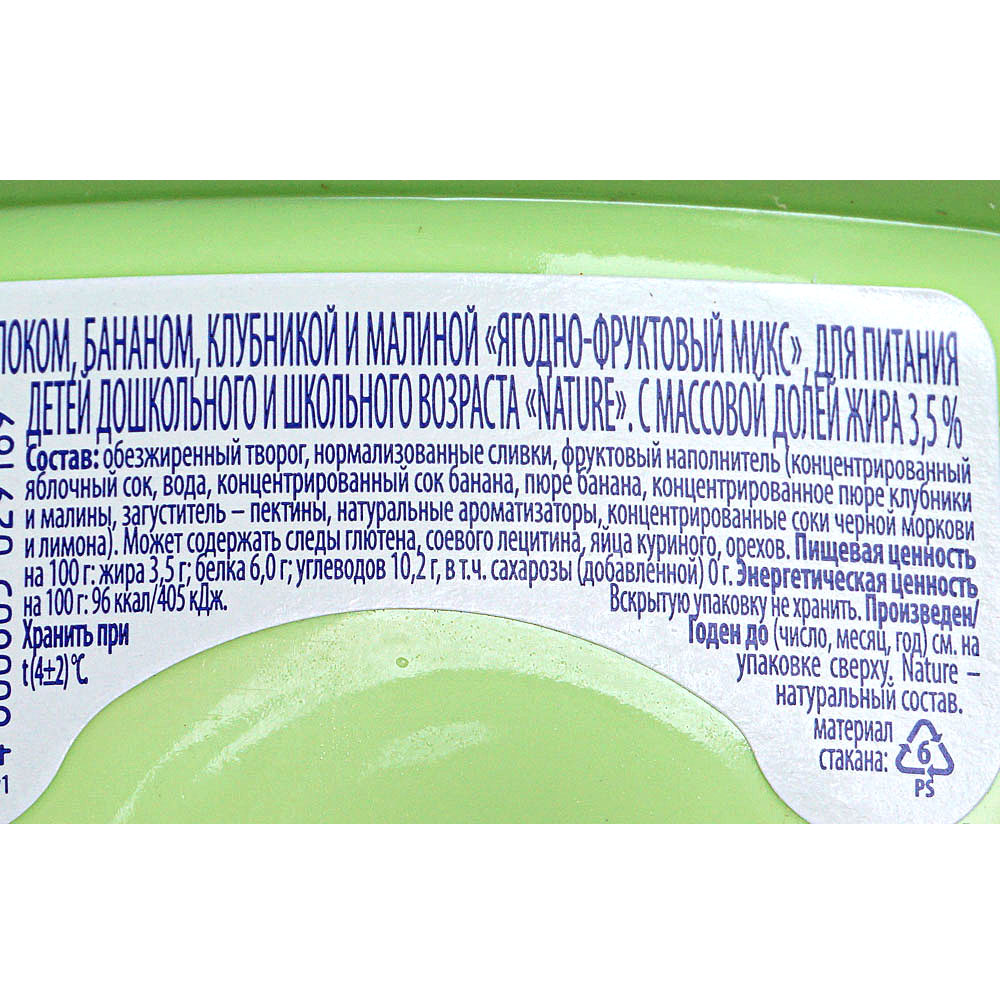 ЛОКОМ, БАНАНОМ, КЛУБНИКОЙ И МАЛИНОЙ «ЯГОДНО-ФРУКТОВЫЙ МИКС», ДЛЯ ПИТАНИЯ
ДЕТЕЙ ДОШКОЛЬНОГО И ШКОЛЬНОГО ВОЗРАСТА «NATURE». С МАССОВОЙ ДОЛЕЙ ЖИРА 3,5 %
Состав: обезжиренный творог, нормализованные сливки, фруктовый наполнитель (концентрированный
яблочный сок, вода, концентрированный сок банана, пюре банана, концентрированное пюре клубники
и малины, загуститель – пектины, натуральные ароматизаторы, концентрированные соки черной моркови
и лимона). Может содержать следы глютена, соевого лецитина, яйца куриного, орехов. Пищевая ценность
на 100 г: жира 3,5 г; белка 6,0 г; углеводов 10,2 г, в т.ч. сахарозы (добавленной) 0 г. Энергетическая ценность
на 100 г: 96 ккал/405 кДж.
Хранить при
t (4±2) °С
Вскрытую упаковку не хранить. Произведен/
Годен до (число, месяц, год) см. на
упаковке сверху. Nature –
натуральный состав.
материал
стакана:
6
PS